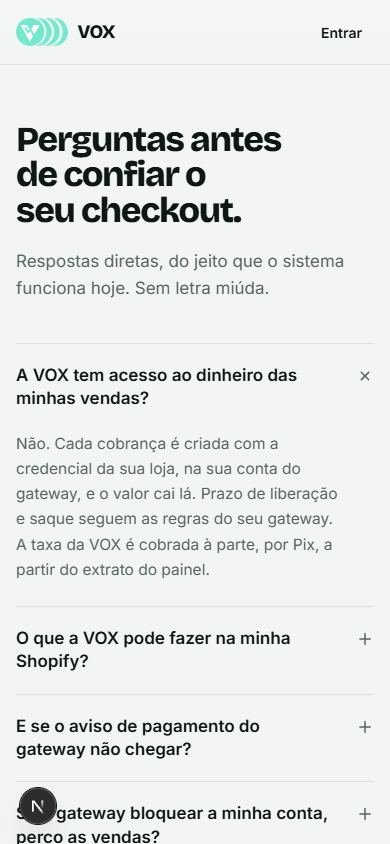 VOX
Entrar
Perguntas antes
de confiar o
seu checkout.
Respostas diretas, do jeito que o sistema
funciona hoje. Sem letra miúda.
A VOX tem acesso ao dinheiro das
minhas vendas?
Não. Cada cobrança é criada com a
credencial da sua loja, na sua conta do
gateway, e o valor cai lá. Prazo de liberação
e saque seguem as regras do seu gateway.
A taxa da VOX é cobrada à parte, por Pix, a
partir do extrato do painel.
O que a VOX pode fazer na minha
Shopify?
E se o aviso de pagamento do
gateway não chegar?
gateway bloquear a minha conta,
perco as vendas?
N